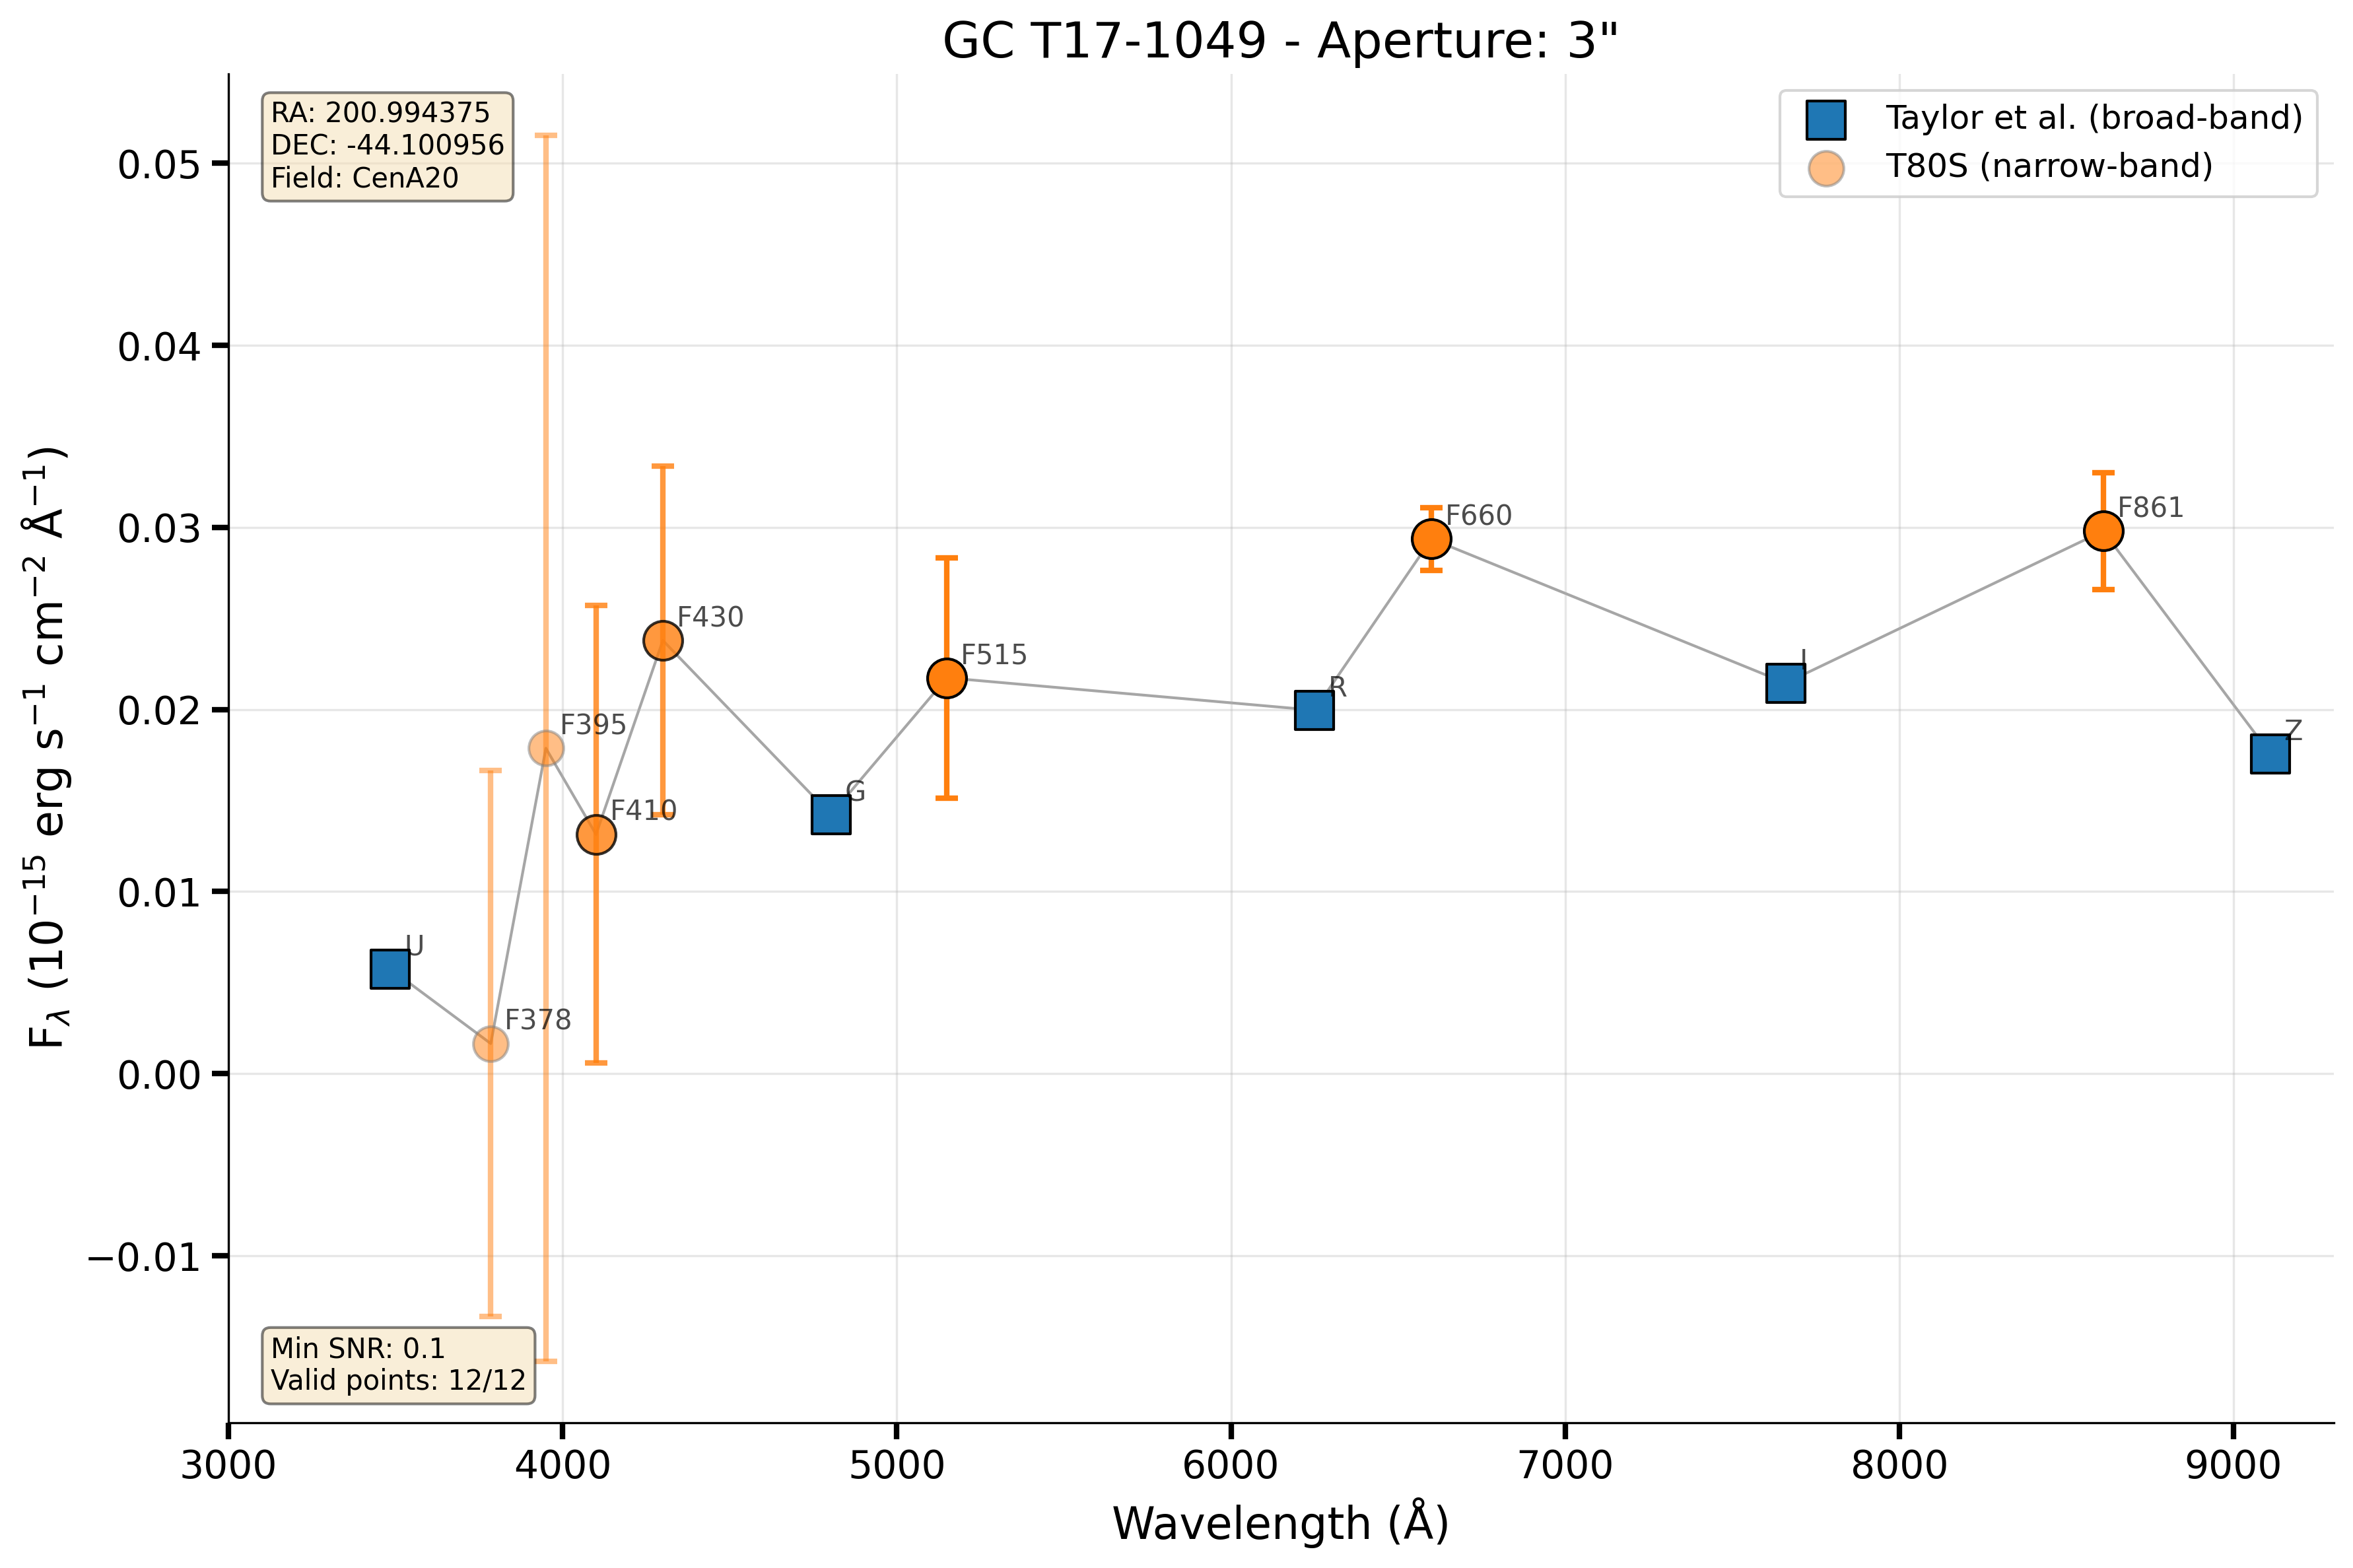 GC T17-1049 - Aperture: 3"
RA: 200.994375
DEC: -44.100956
Field: CenA20
Taylor et al. (broad-band)
T80S (narrow-band)
0.05
0.04
0.03
0.02
0.01
0.00
−0.01
F_λ (10⁻¹⁵ erg s⁻¹ cm⁻² Å⁻¹)
U
F378
F395
F410
F430
G
F515
R
F660
I
F861
Z
Min SNR: 0.1
Valid points: 12/12
3000
4000
5000
6000
7000
8000
9000
Wavelength (Å)